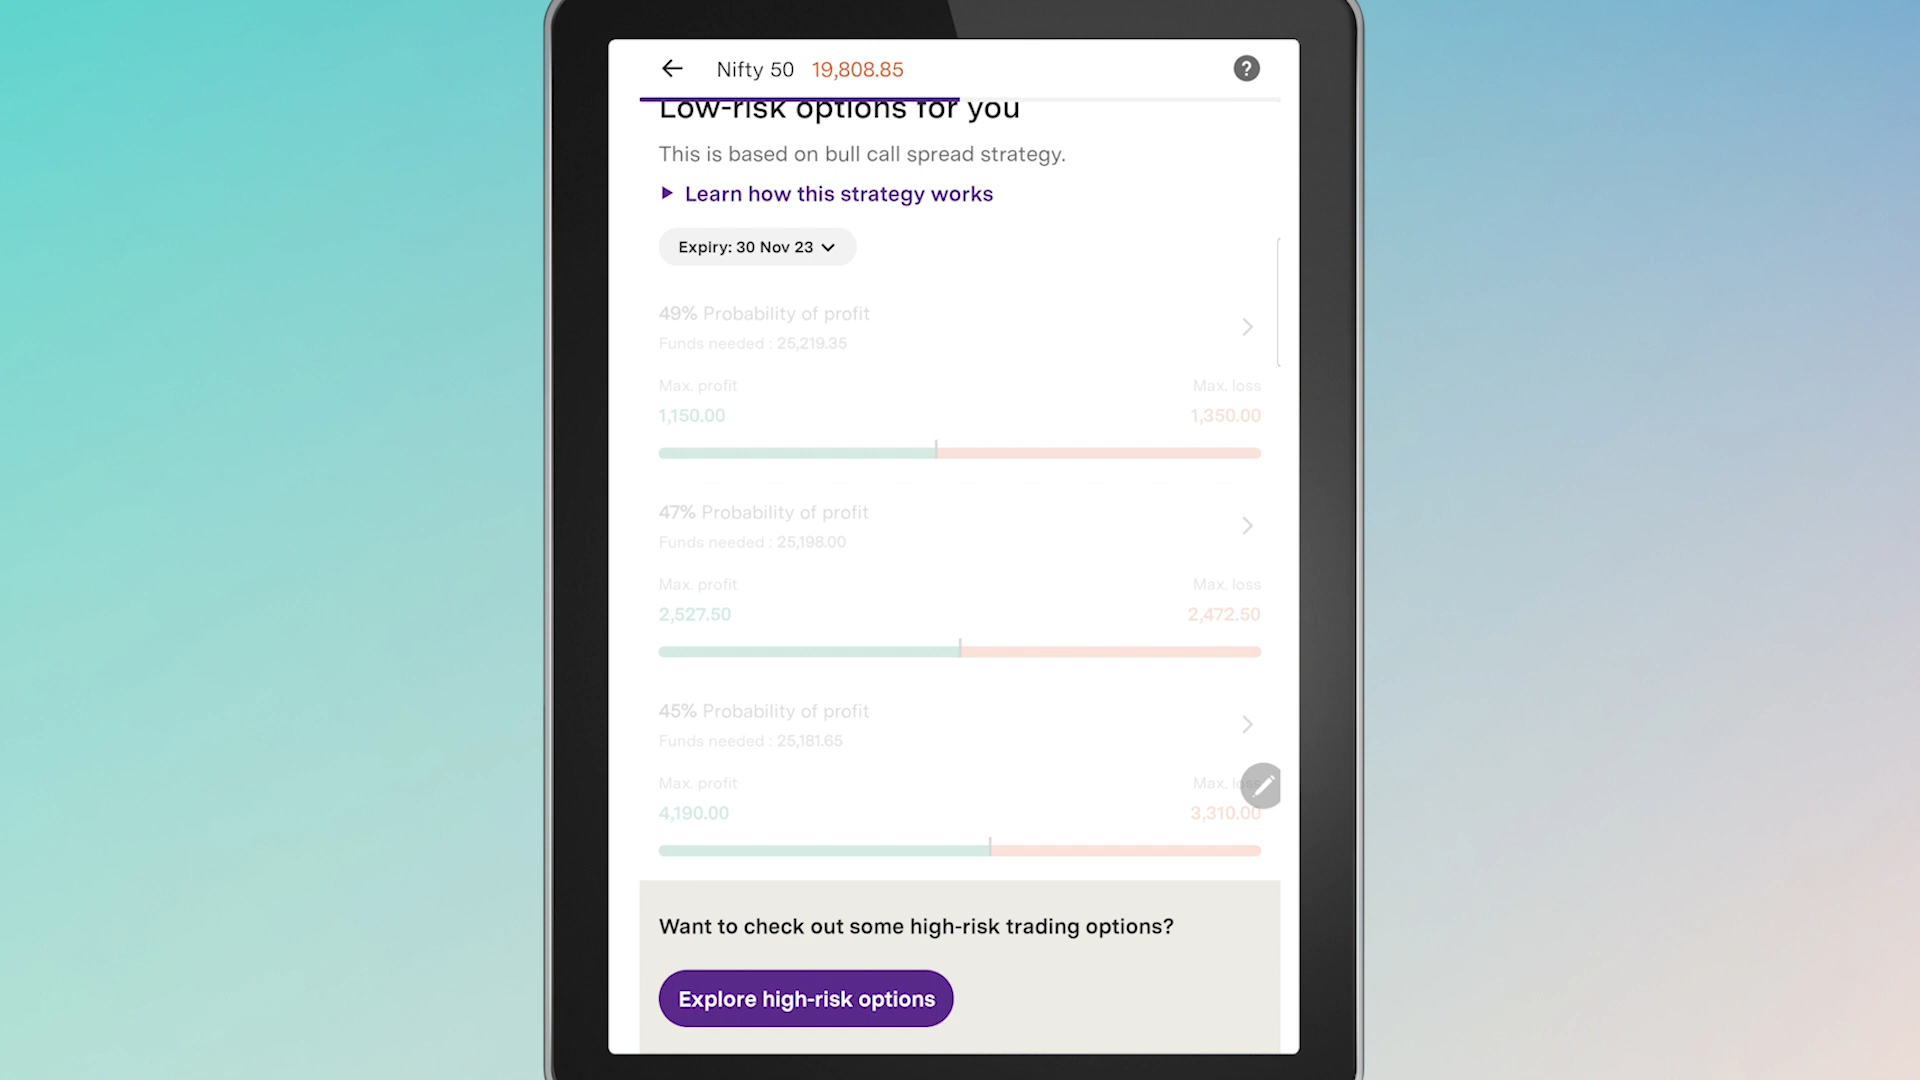 Nifty 50 19,808.85 ?
Low-risk options for you
This is based on bull call spread strategy.
Learn how this strategy works
Expiry: 30 Nov 23
49% Probability of profit
Funds needed : 25,219.35
Max. profit Max. loss
1,150.00 1,350.00
47% Probability of profit
Funds needed : 25,198.00
Max. profit Max. loss
2,527.50 2,472.50
45% Probability of profit
Funds needed : 25,181.65
Max. profit Max. loss
4,190.00 3,310.00
Want to check out some high-risk trading options?
Explore high-risk options